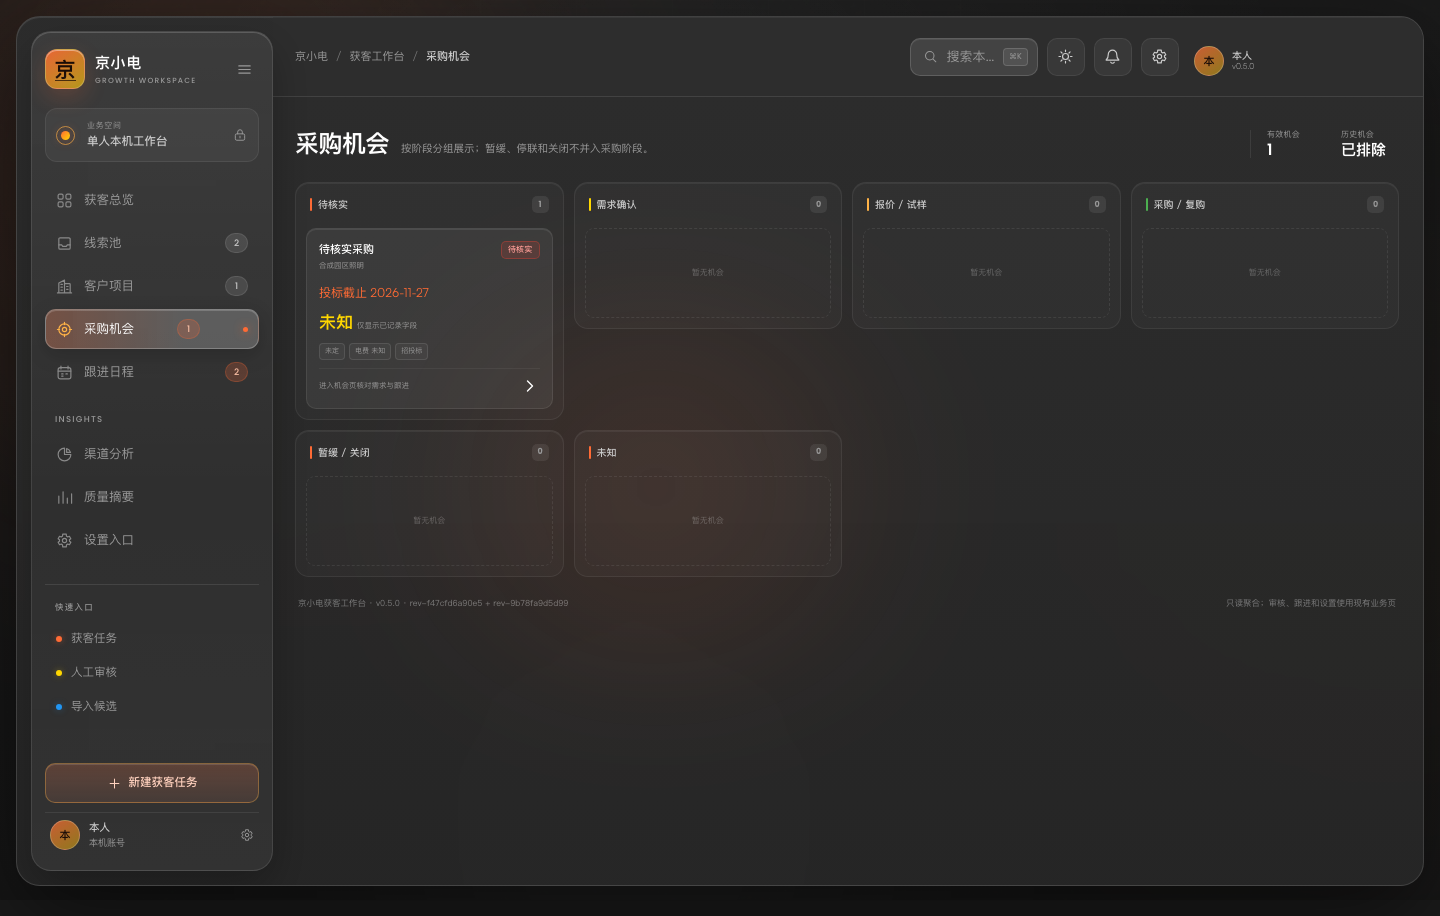 京
京小电
GROWTH WORKSPACE
业务空间
单人本机工作台
获客总览
线索池 2
客户项目 1
采购机会 1
跟进日程 2
INSIGHTS
渠道分析
质量摘要
设置入口
快速入口
获客任务
人工审核
导入候选
新建获客任务
本
本人
本机账号
京小电 / 获客工作台 / 采购机会
搜索本... ⌘K
本
本人
v0.5.0
采购机会
按阶段分组展示；暂缓、停联和关闭不并入采购阶段。
有效机会
1
历史机会
已排除
待核实 1
待核实采购
待核实
合成园区照明
投标截止 2026-11-27
未知 仅显示已记录字段
未定 电费 未知 招投标
进入机会页核对需求与跟进
需求确认 0
暂无机会
报价 / 试样 0
暂无机会
采购 / 复购 0
暂无机会
暂缓 / 关闭 0
暂无机会
未知 0
暂无机会
京小电获客工作台 · v0.5.0 · rev-f47cfd6a90e5 + rev-9b78fa9d5d99
只读聚合；审核、跟进和设置使用现有业务页